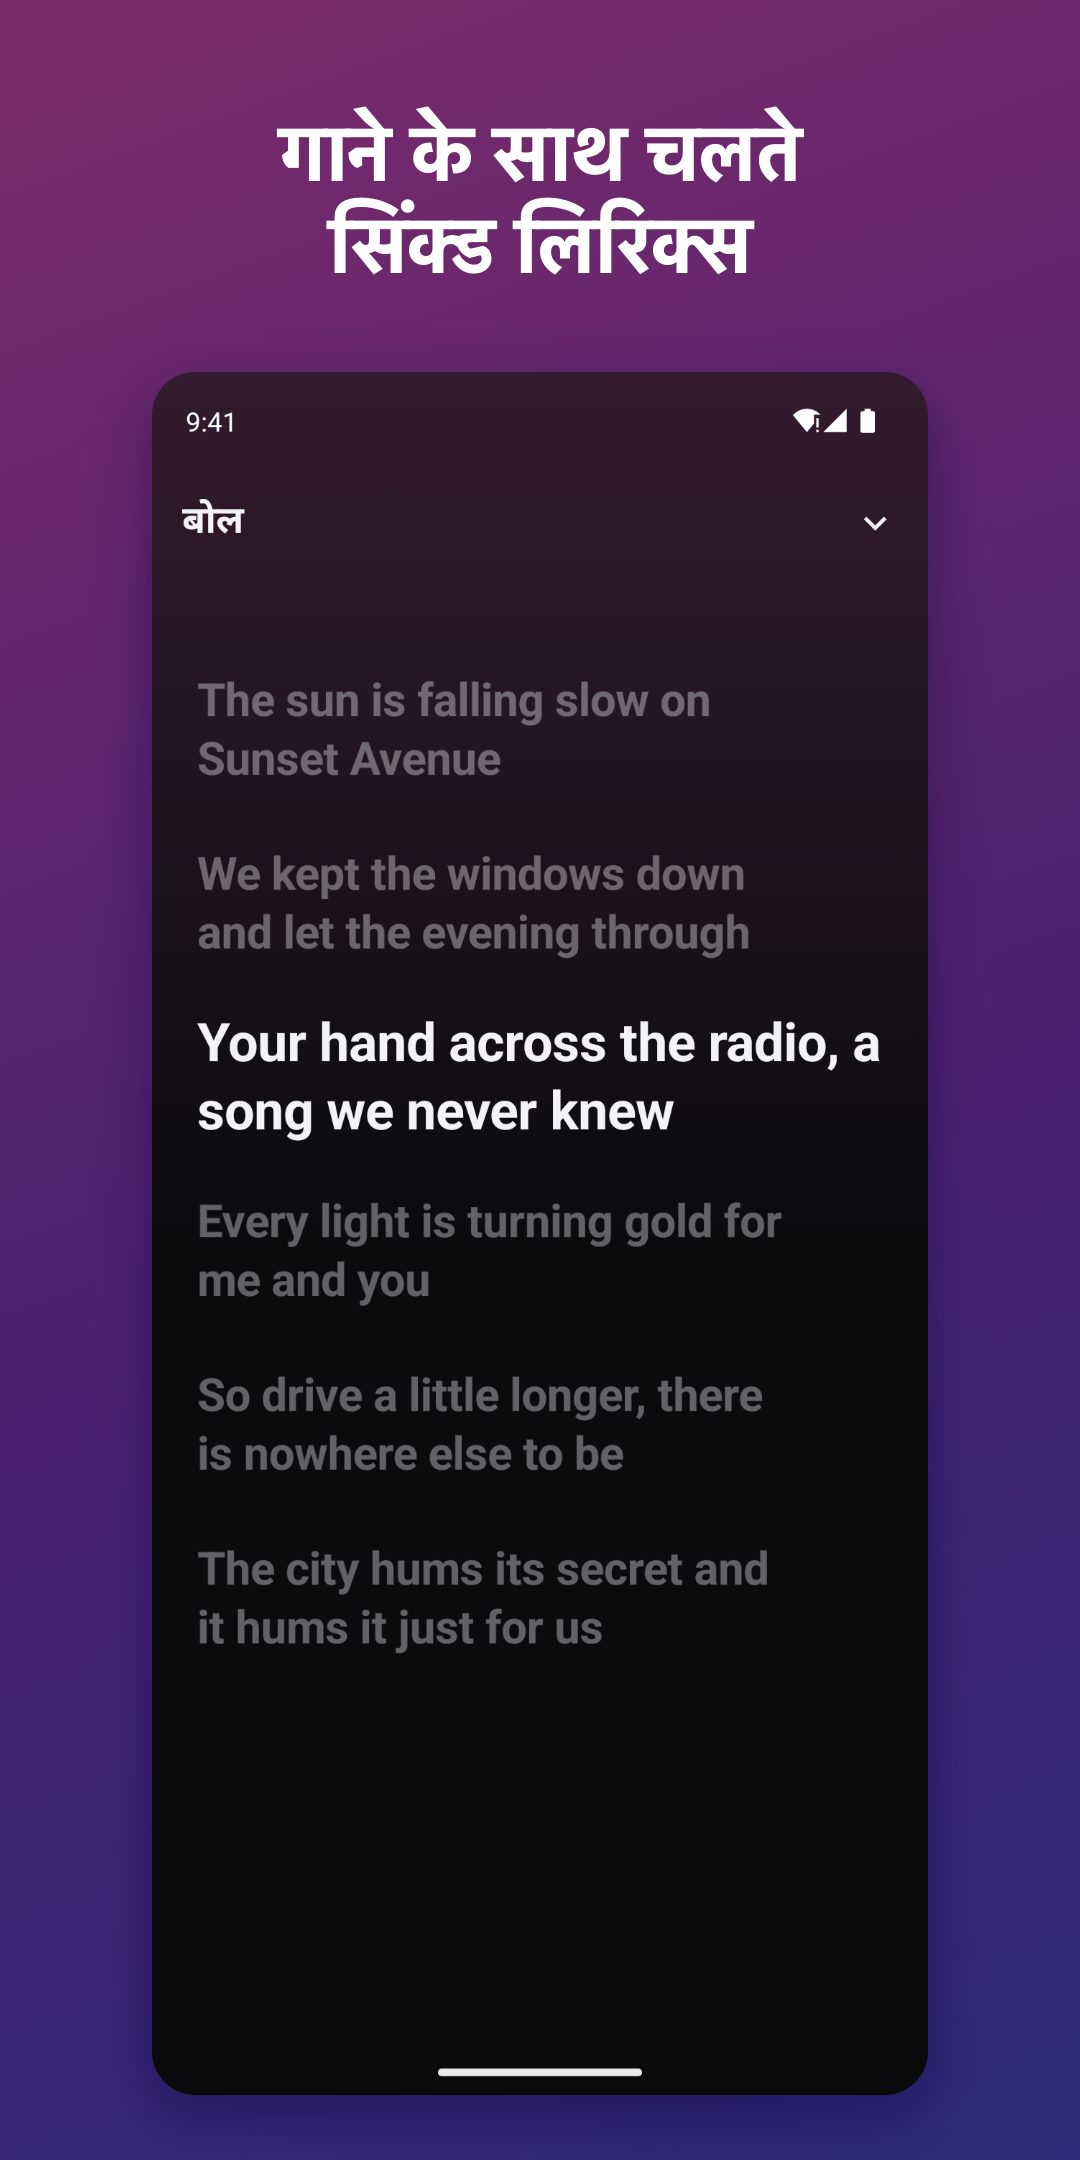 गाने के साथ चलते
सिंक्ड लिरिक्स
9:41
बोल
The sun is falling slow on
Sunset Avenue
We kept the windows down
and let the evening through
Your hand across the radio, a
song we never knew
Every light is turning gold for
me and you
So drive a little longer, there
is nowhere else to be
The city hums its secret and
it hums it just for us